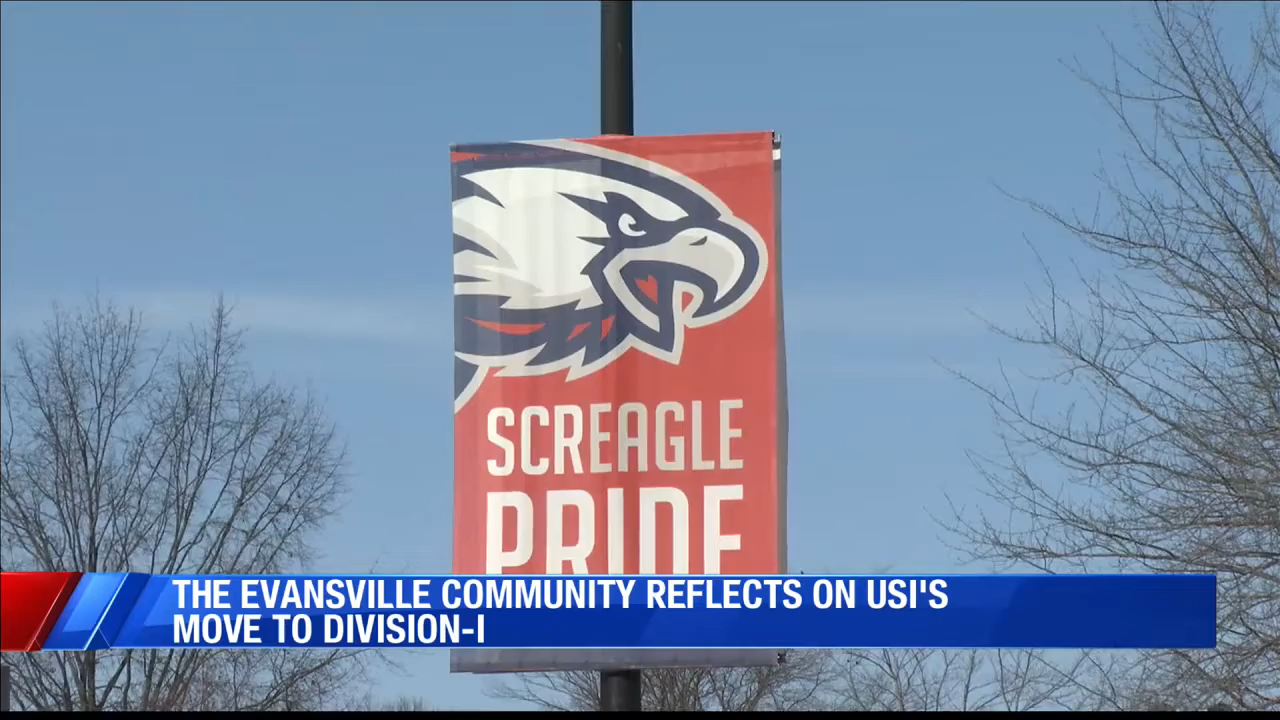 SCREAGLE
PRIDE
THE EVANSVILLE COMMUNITY REFLECTS ON USI'S
MOVE TO DIVISION-I